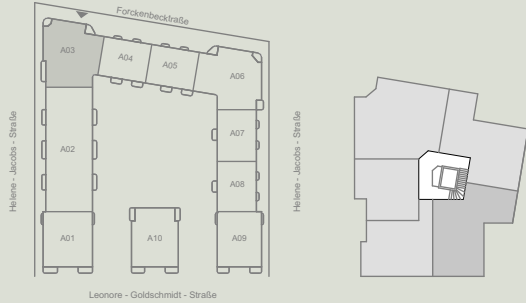 Forckenbeckstraße
A03
A04
A05
A06
A02
A07
A08
A01
A10
A09
Helene - Jacobs - Straße
Helene - Jacobs - Straße
Leonore - Goldschmidt - Straße